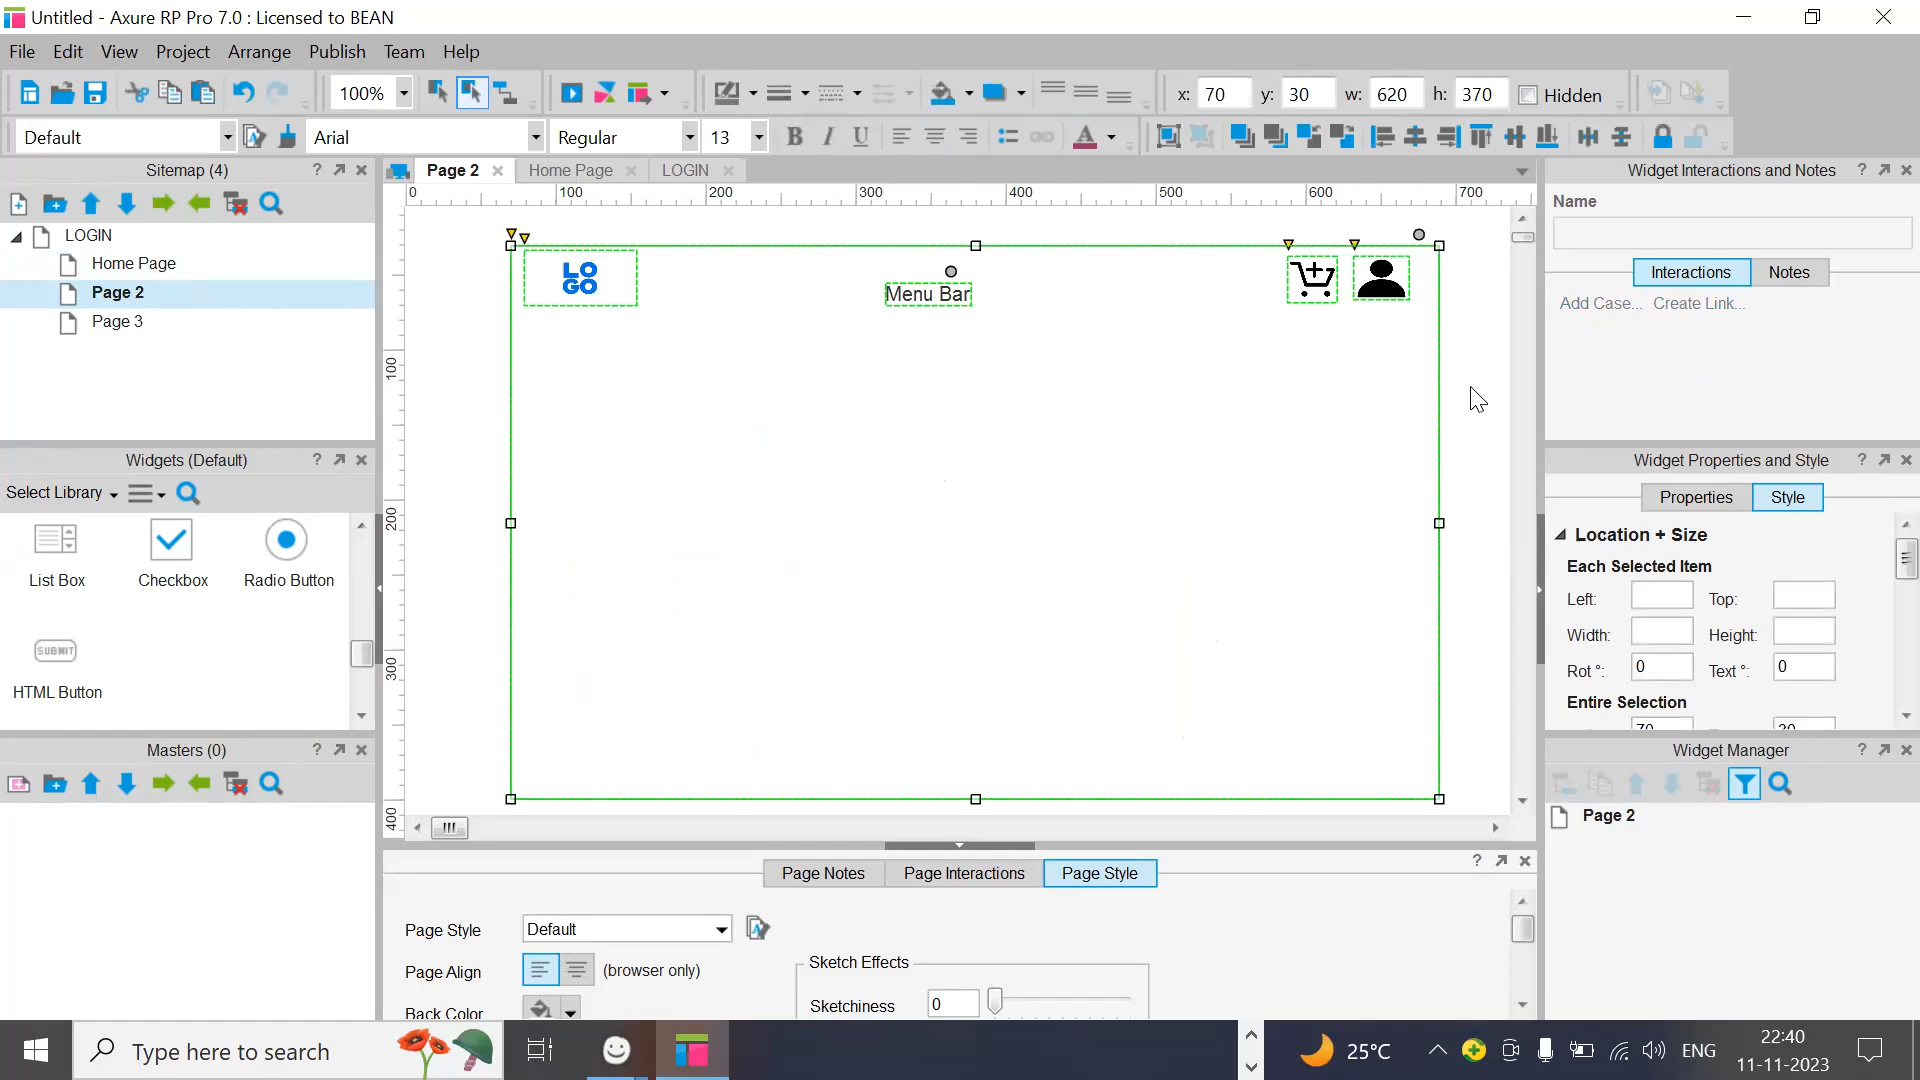 Untitled - Axure RP Pro 7.0 : Licensed to BEAN
File Edit View Project Arrange Publish Team Help
100% x: 70 y: 30 w: 620 h: 370 Hidden
Default Arial Regular 13 B I U A
Sitemap (4) ?
LOGIN
Home Page
Page 2
Page 3
Widgets (Default) ?
Select Library
List Box Checkbox Radio Button
SUBMIT
HTML Button
Masters (0) ?
Page 2 Home Page LOGIN
0 100 200 300 400 500 600 700
100
200
300
400
LO
GO
Menu Bar
Page Notes Page Interactions Page Style
?
Page Style Default
Page Align (browser only)
Back Color
Sketch Effects
Sketchiness 0
Widget Interactions and Notes ?
Name
Interactions Notes
Add Case... Create Link...
Widget Properties and Style ?
Properties Style
Location + Size
Each Selected Item
Left: Top:
Width: Height:
Rot °: 0 Text °: 0
Entire Selection
Widget Manager ?
Page 2
Type here to search
25°C ENG 22:40
11-11-2023